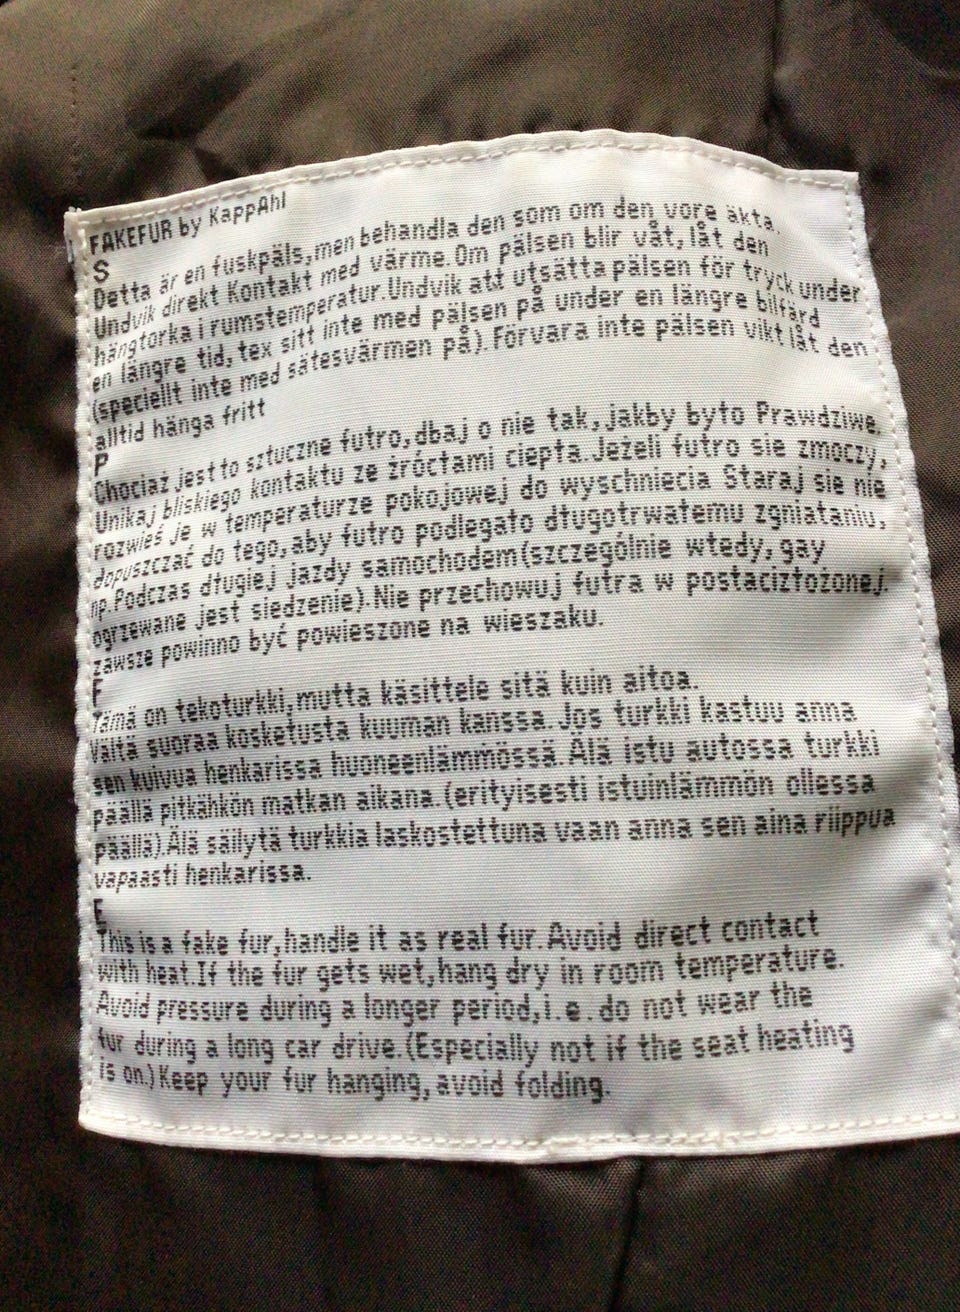 FAKEFUR by KappAhl
S
Detta är en fuskpäls,men behandla den som om den vore äkta.
Undvik direkt Kontakt med värme.Om pälsen blir våt,låt den
hängtorka i rumstemperatur.Undvik att utsätta pälsen för tryck under
en längre tid,tex sitt inte med pälsen på under en längre bilfärd
(speciellt inte med sätesvärmen på).Förvara inte pälsen vikt låt den
alltid hänga fritt
P
Chociaż jest to sztuczne futro,dbaj o nie tak,jakby byto Prawdziwe.
Unikaj bliskiego kontaktu ze źróctami ciepta.Jeżeli futro sie zmoczy,
rozwieś je w temperaturze pokojowej do wyschniecia Staraj sie nie
dopuszczać do tego,aby futro podlegato dtugotrwatemu zgniataniu,
np.Podczas dtugiej jazdy samochodem(szczególnie wtedy, gay
ogrzewane jest siedzenie).Nie przechowuj futra w postaciztożonej.
zawsze powinno być powieszone na wieszaku.
F
Tämä on tekoturkki,mutta käsittele sitä kuin aitoa.
Vältä suoraa kosketusta kuuman kanssa.Jos turkki kastuu anna
sen kuivua henkarissa huoneenlämmössä.Älä istu autossa turkki
päällä pitkähkön matkan aikana.(erityisesti istuinlämmön ollessa
päällä).Älä säilytä turkkia laskostettuna vaan anna sen aina riippua
vapaasti henkarissa.
E
This is a fake fur,handle it as real fur.Avoid direct contact
with heat.If the fur gets wet,hang dry in room temperature.
Avoid pressure during a longer period,i.e.do not wear the
fur during a long car drive.(Especially not if the seat heating
is on.)Keep your fur hanging,avoid folding.